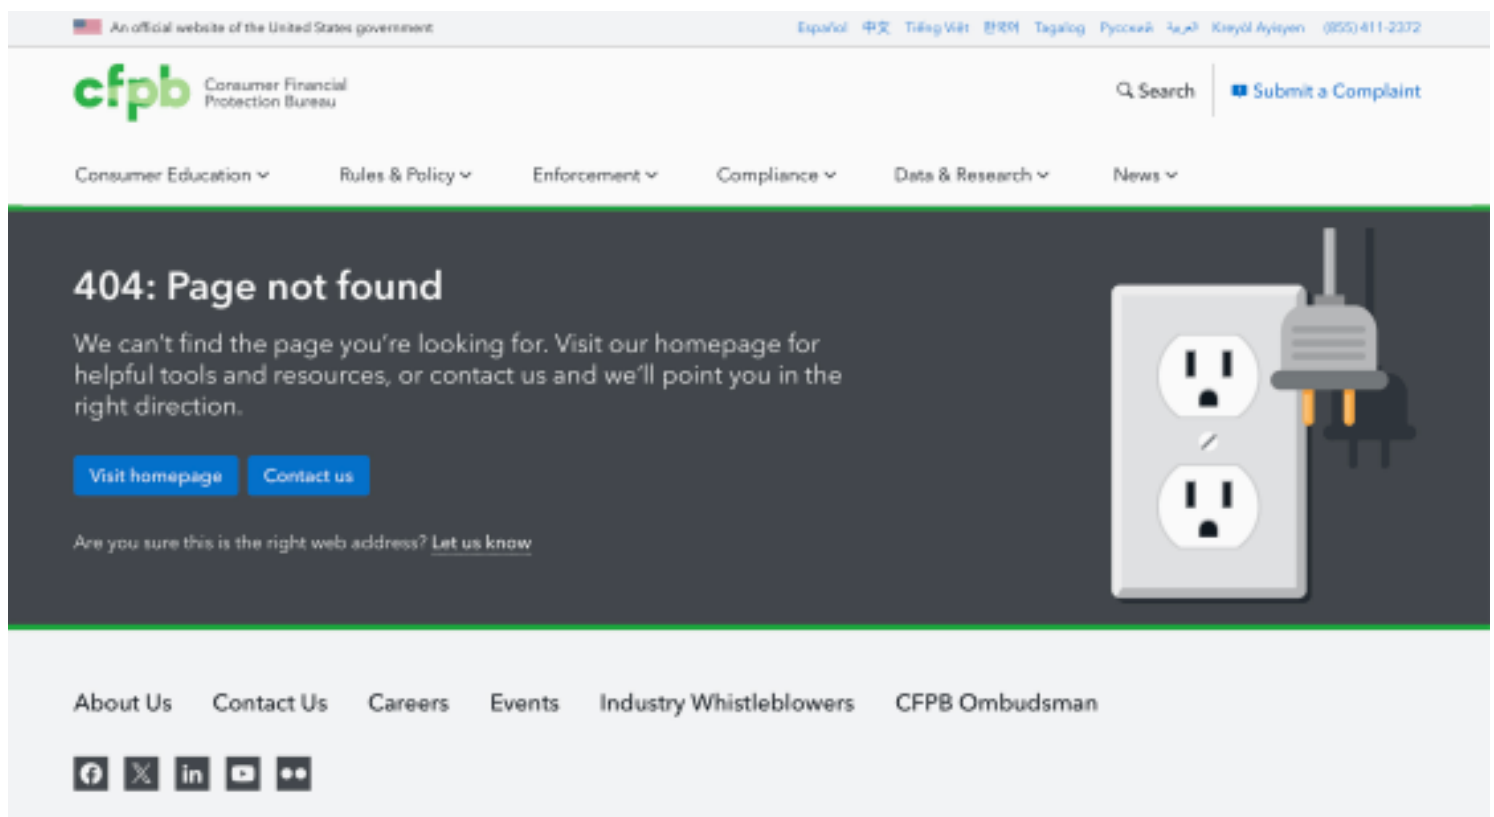 An official website of the United States government
Español 中文 Tiếng Việt 한국어 Tagalog Русский العربية Kreyòl Ayisyen (855) 411-2372
cfpb Consumer Financial
Protection Bureau
Search Submit a Complaint
Consumer Education Rules & Policy Enforcement Compliance Data & Research News
404: Page not found
We can't find the page you're looking for. Visit our homepage for
helpful tools and resources, or contact us and we'll point you in the
right direction.
Visit homepage Contact us
Are you sure this is the right web address? Let us know
About Us Contact Us Careers Events Industry Whistleblowers CFPB Ombudsman